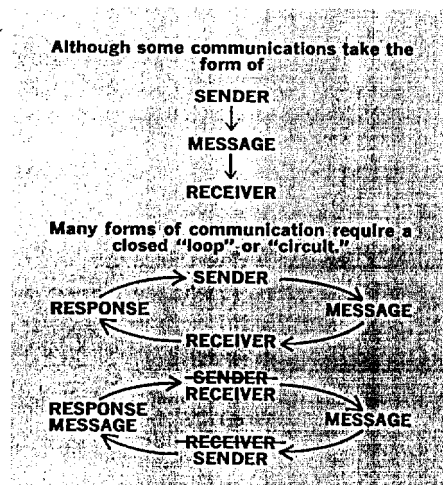 Although some communications take the
form of
SENDER
MESSAGE
RECEIVER
Many forms of communication require a
closed “loop” or “circuit.”
SENDER
RESPONSE
MESSAGE
RECEIVER
SENDER
RECEIVER
RESPONSE
MESSAGE
MESSAGE
RECEIVER
SENDER